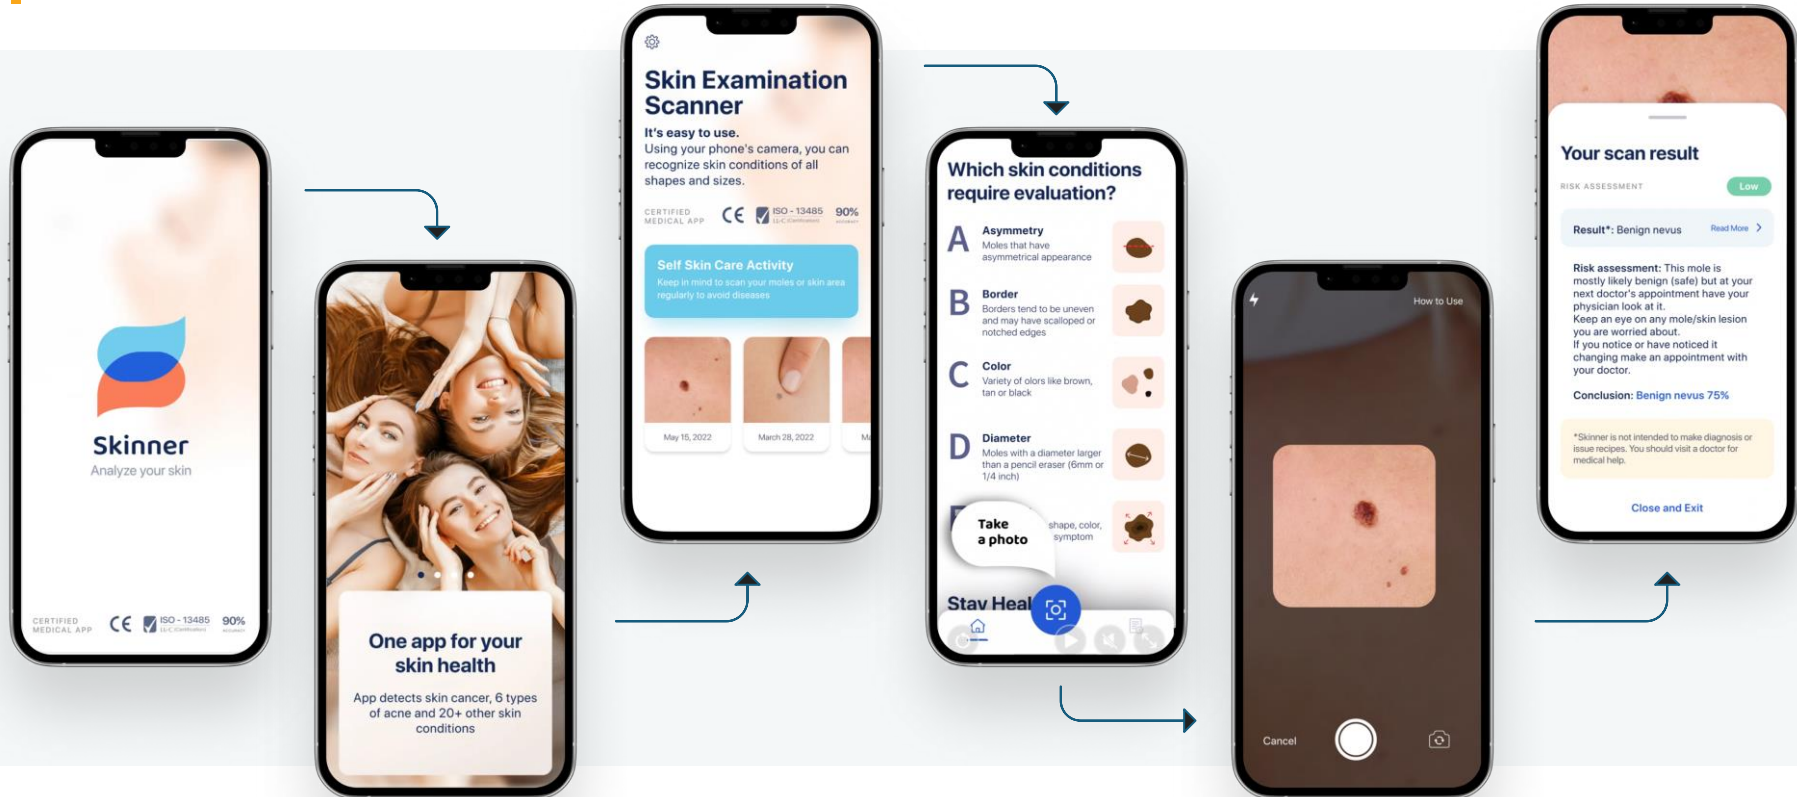 Skinner
Analyze your skin
CERTIFIED
MEDICAL APP
CE
ISO - 13485
90%
ACCURACY
One app for your
skin health
App detects skin cancer, 6 types
of acne and 20+ other skin
conditions
Skin Examination
Scanner
It's easy to use.
Using your phone's camera, you can
recognize skin conditions of all
shapes and sizes.
CERTIFIED
MEDICAL APP
CE
ISO - 13485
90%
ACCURACY
Self Skin Care Activity
Keep in mind to scan your moles or skin area
regularly to avoid diseases
May 15, 2022
March 28, 2022
Ma
Which skin conditions
require evaluation?
A
Asymmetry
Moles that have
asymmetrical appearance
B
Border
Borders tend to be uneven
and may have scalloped or
notched edges
C
Color
Variety of olors like brown,
tan or black
D
Diameter
Moles with a diameter larger
than a pencil eraser (6mm or
1/4 inch)
shape, color,
symptom
Take
a photo
Stay Heal
How to Use
Cancel
Your scan result
RISK ASSESSMENT
Low
Result*: Benign nevus
Read More
Risk assessment: This mole is
mostly likely benign (safe) but at your
next doctor's appointment have your
physician look at it.
Keep an eye on any mole/skin lesion
you are worried about.
If you notice or have noticed it
changing make an appointment with
your doctor.
Conclusion: Benign nevus 75%
*Skinner is not intended to make diagnosis or
issue recipes. You should visit a doctor for
medical help.
Close and Exit